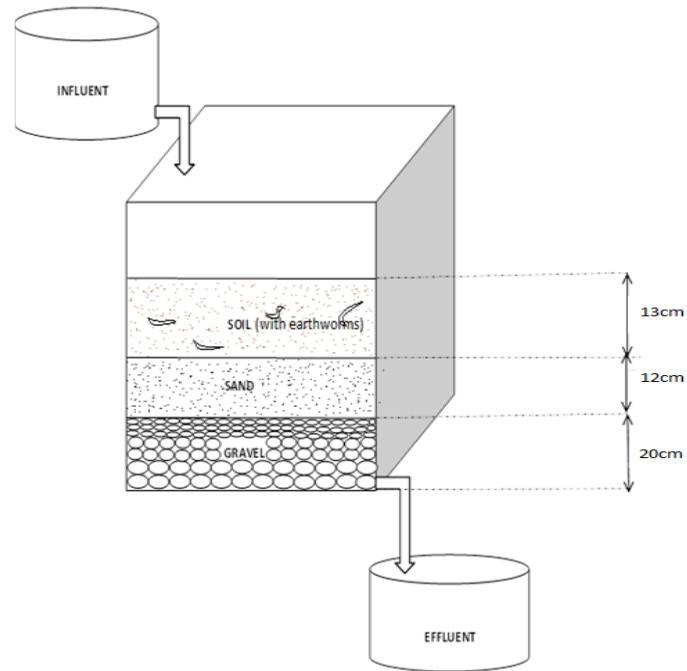 INFLUENT
13cm
SOIL (with earthworms)
12cm
SAND
20cm
GRAVEL
EFFLUENT